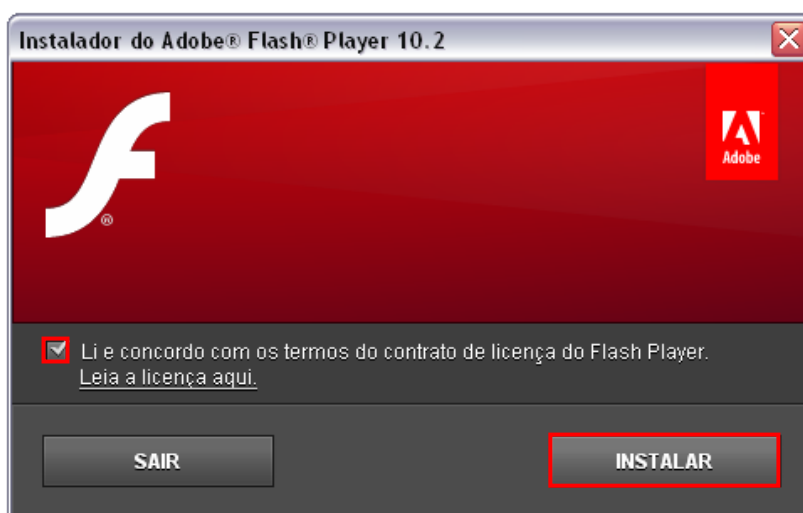 Instalador do Adobe® Flash® Player 10.2
Adobe
®
Li e concordo com os termos do contrato de licença do Flash Player.
Leia a licença aqui.
SAIR
INSTALAR